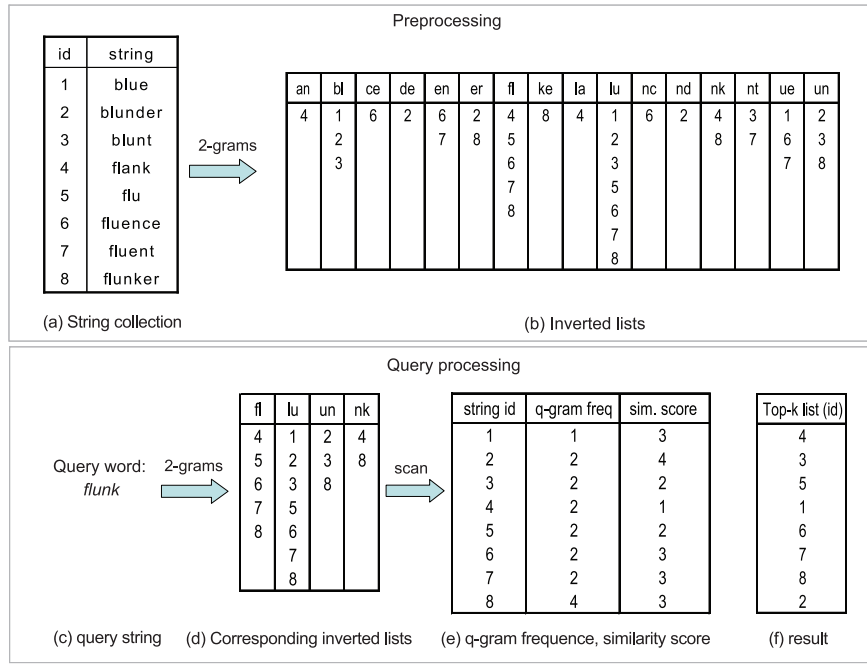 Preprocessing
id string
1 blue
2 blunder
3 blunt
4 flank
5 flu
6 fluence
7 fluent
8 flunker
(a) String collection
2-grams
an bl ce de en er fl ke la lu nc nd nk nt ue un
4 1 6 2 6 2 4 8 4 1 6 2 4 3 1 2
2 7 8 5 2 8 7 6 3
3 6 3 7 8
7 5
8 6
7
8
(b) Inverted lists
Query processing
Query word:
flunk
(c) query string
2-grams
fl lu un nk
4 1 2 4
5 2 3 8
6 3 8
7 5
8 6
7
8
(d) Corresponding inverted lists
scan
string id q-gram freq sim. score
1 1 3
2 2 4
3 2 2
4 2 1
5 2 2
6 2 3
7 2 3
8 4 3
(e) q-gram frequence, similarity score
Top-k list (id)
4
3
5
1
6
7
8
2
(f) result